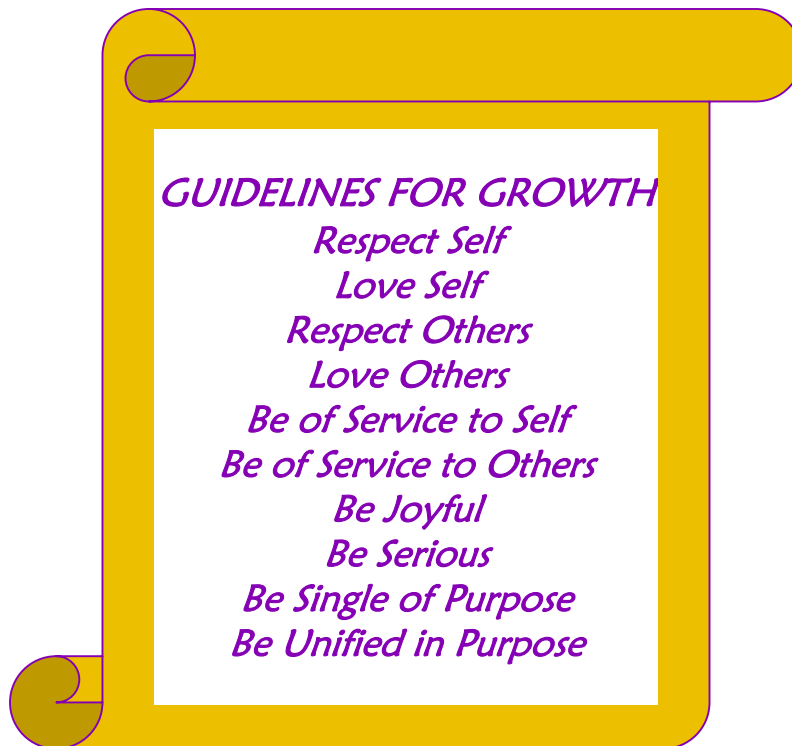 GUIDELINES FOR GROWTH
Respect Self
Love Self
Respect Others
Love Others
Be of Service to Self
Be of Service to Others
Be Joyful
Be Serious
Be Single of Purpose
Be Unified in Purpose